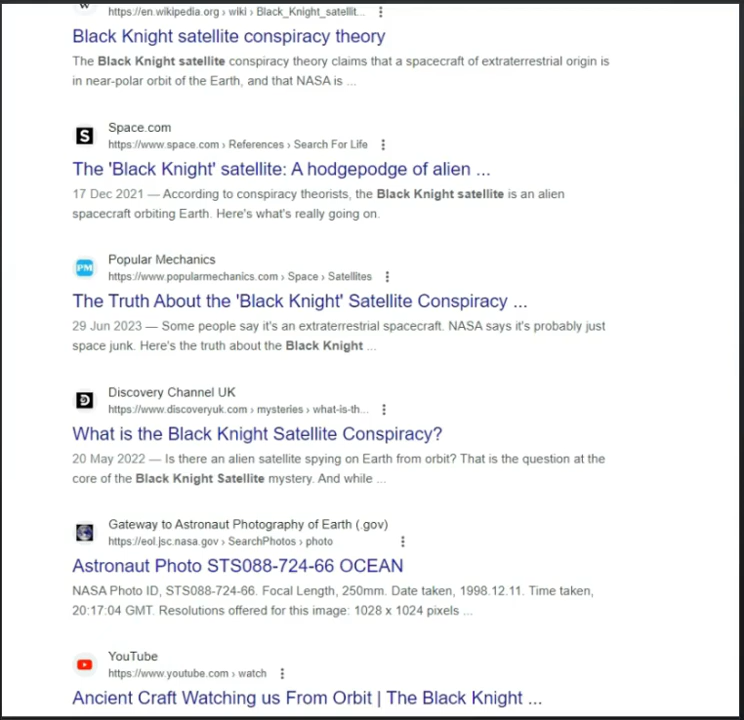 https://en.wikipedia.org › wiki › Black_Knight_satellit...
Black Knight satellite conspiracy theory
The Black Knight satellite conspiracy theory claims that a spacecraft of extraterrestrial origin is
in near-polar orbit of the Earth, and that NASA is ...
S
Space.com
https://www.space.com › References › Search For Life
The 'Black Knight' satellite: A hodgepodge of alien ...
17 Dec 2021 — According to conspiracy theorists, the Black Knight satellite is an alien
spacecraft orbiting Earth. Here's what's really going on.
PM
Popular Mechanics
https://www.popularmechanics.com › Space › Satellites
The Truth About the 'Black Knight' Satellite Conspiracy ...
29 Jun 2023 — Some people say it's an extraterrestrial spacecraft. NASA says it's probably just
space junk. Here's the truth about the Black Knight ...
D
Discovery Channel UK
https://www.discoveryuk.com › mysteries › what-is-th...
What is the Black Knight Satellite Conspiracy?
20 May 2022 — Is there an alien satellite spying on Earth from orbit? That is the question at the
core of the Black Knight Satellite mystery. And while ...
Gateway to Astronaut Photography of Earth (.gov)
https://eol.jsc.nasa.gov › SearchPhotos › photo
Astronaut Photo STS088-724-66 OCEAN
NASA Photo ID, STS088-724-66. Focal Length, 250mm. Date taken, 1998.12.11. Time taken,
20:17:04 GMT. Resolutions offered for this image: 1028 x 1024 pixels ...
YouTube
https://www.youtube.com › watch
Ancient Craft Watching us From Orbit | The Black Knight ...